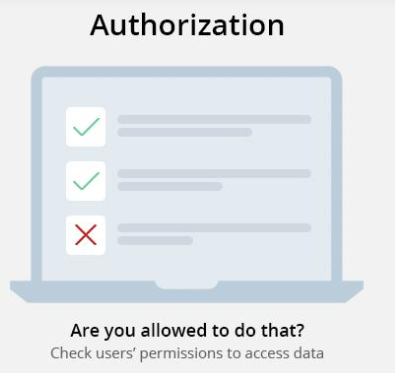 Authorization
Are you allowed to do that?
Check users’ permissions to access data